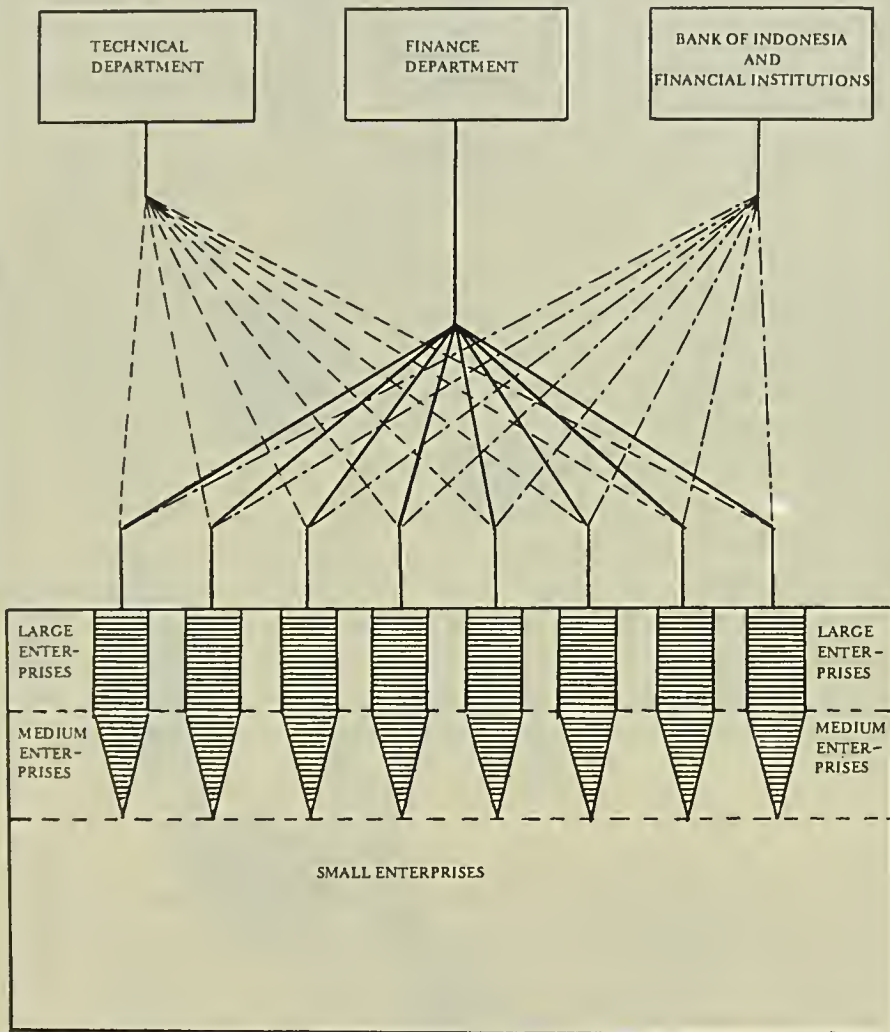 TECHNICAL
DEPARTMENT
FINANCE
DEPARTMENT
BANK OF INDONESIA
AND
FINANCIAL INSTITUTIONS
LARGE
ENTER-
PRISES
LARGE
ENTER-
PRISES
MEDIUM
ENTER-
PRISES
MEDIUM
ENTER-
PRISES
SMALL ENTERPRISES